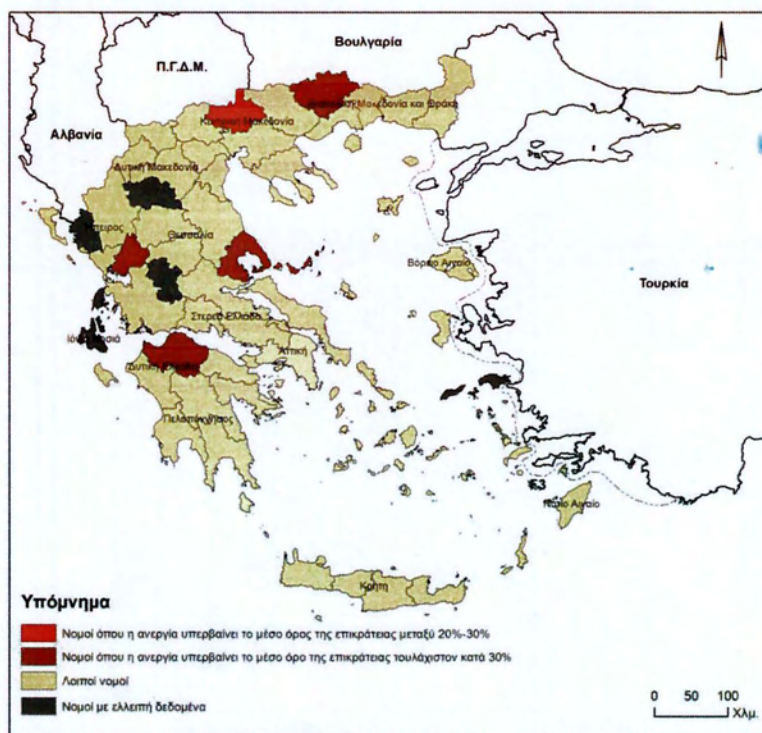 Βουλγαρία
Π.Γ.Δ.Μ.
Μακεδονία και Θράκη
Κεντρική Μακεδονία
Αλβανία
Δυτική Μακεδονία
Ήπειρος
Θεσσαλία
Βόρειο Αιγαίο
Τουρκία
Στερεά Ελλάδα
Ιόνια Νησιά
Αττική
Δυτική Ελλάδα
Πελοπόννησος
Νότιο Αιγαίο
Κρήτη
Υπόμνημα
Νομοί όπου η ανεργία υπερβαίνει το μέσο όρος της επικράτειας μεταξύ 20%-30%
Νομοί όπου η ανεργία υπερβαίνει το μέσο όρο της επικράτειας τουλάχιστον κατά 30%
Λοιποί νομοί
Νομοί με ελλειπή δεδομένα
0 50 100
Χλμ.